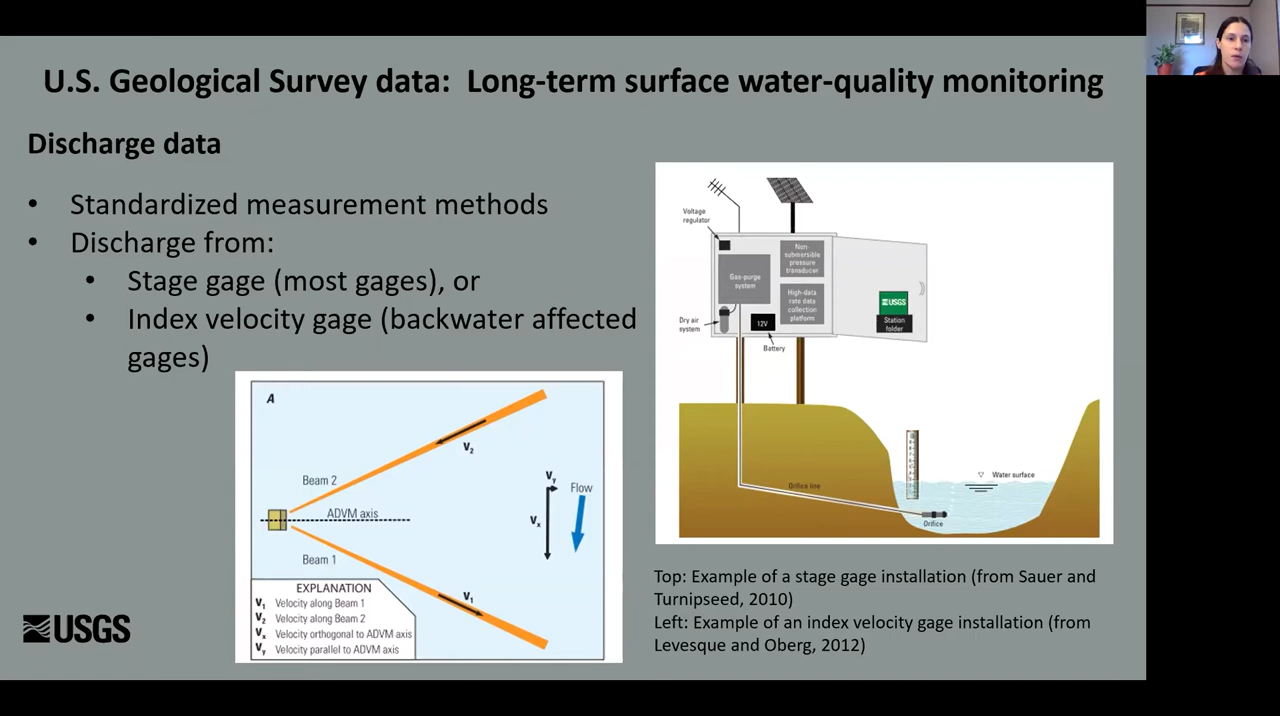 U.S. Geological Survey data: Long-term surface water-quality monitoring
Discharge data
• Standardized measurement methods
• Discharge from:
• Stage gage (most gages), or
• Index velocity gage (backwater affected
gages)
A
V2
Beam 2
ADVM axis
Beam 1
V1
Vy
Vx
Flow
EXPLANATION
V1 Velocity along Beam 1
V2 Velocity along Beam 2
Vx Velocity orthogonal to ADVM axis
Vy Velocity parallel to ADVM axis
USGS
Voltage
regulator
Gas-purge
system
Non-
submersible
pressure
transducer
High-data
rate data
collection
platform
Dry air
system
12V
Battery
USGS
Station
folder
Orifice line
Water surface
Orifice
Top: Example of a stage gage installation (from Sauer and
Turnipseed, 2010)
Left: Example of an index velocity gage installation (from
Levesque and Oberg, 2012)